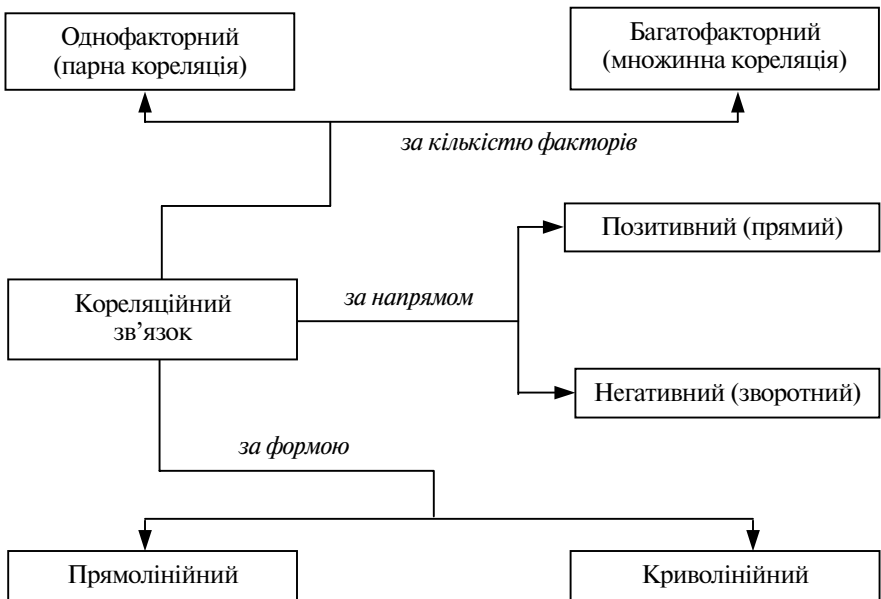 Однофакторний
(парна кореляція)
Багатофакторний
(множинна кореляція)
за кількістю факторів
Позитивний (прямий)
Кореляційний
зв’язок
за напрямом
Негативний (зворотний)
за формою
Прямолінійний
Криволінійний